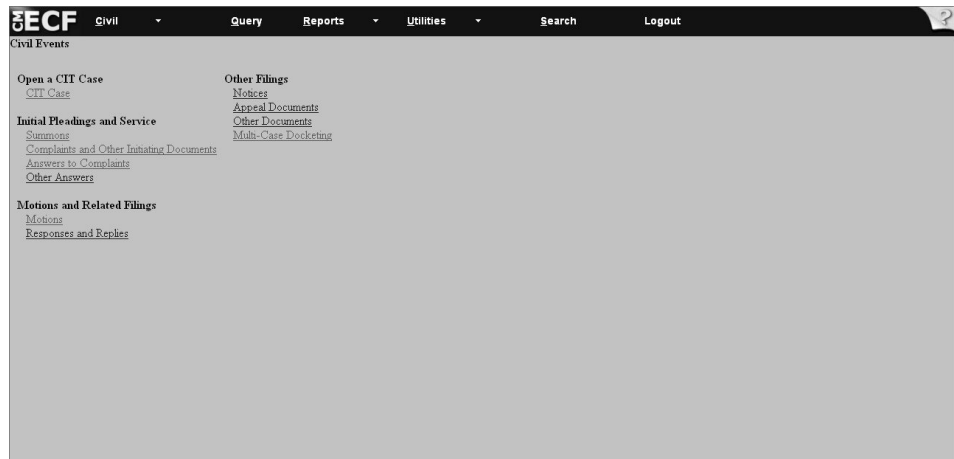 CM ECF Civil Query Reports Utilities Search Logout ?
Civil Events
Open a CIT Case
CIT Case
Initial Pleadings and Service
Summons
Complaints and Other Initiating Documents
Answers to Complaints
Other Answers
Motions and Related Filings
Motions
Responses and Replies
Other Filings
Notices
Appeal Documents
Other Documents
Multi-Case Docketing